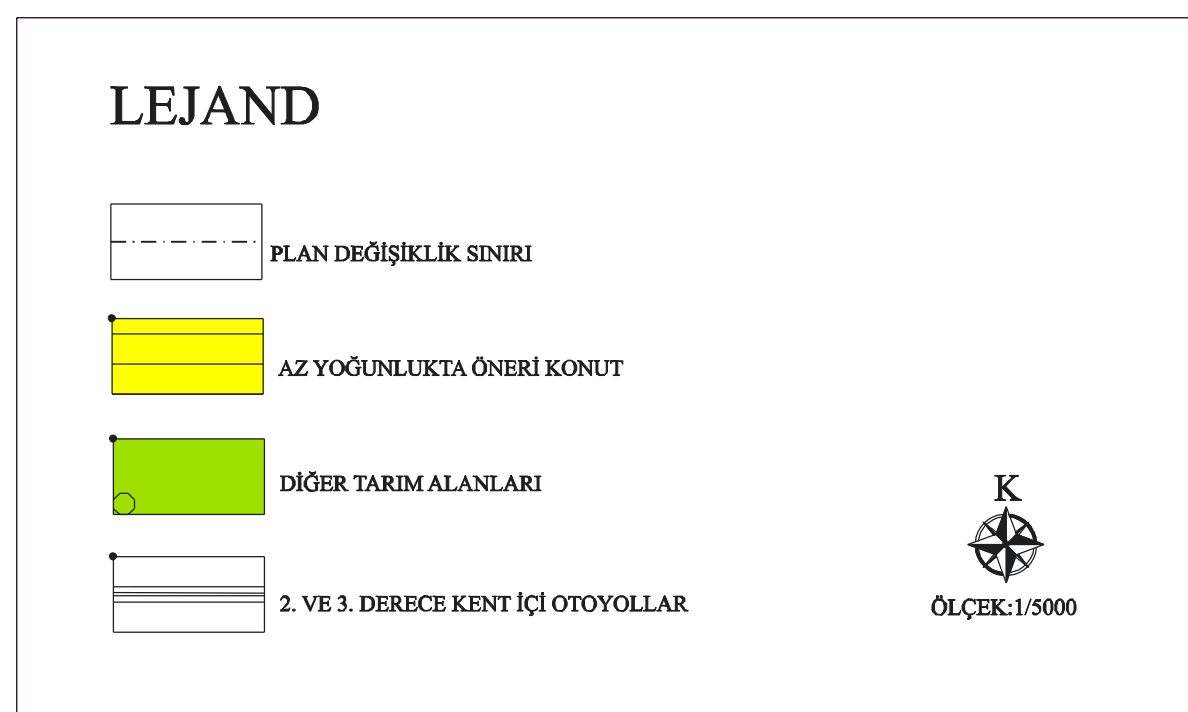 LEJAND
PLAN DEĞİŞİKLİK SINIRI
AZ YOĞUNLUKTA ÖNERİ KONUT
DİĞER TARIM ALANLARI
2. VE 3. DERECE KENT İÇİ OTOYOLLAR
K
ÖLÇEK:1/5000